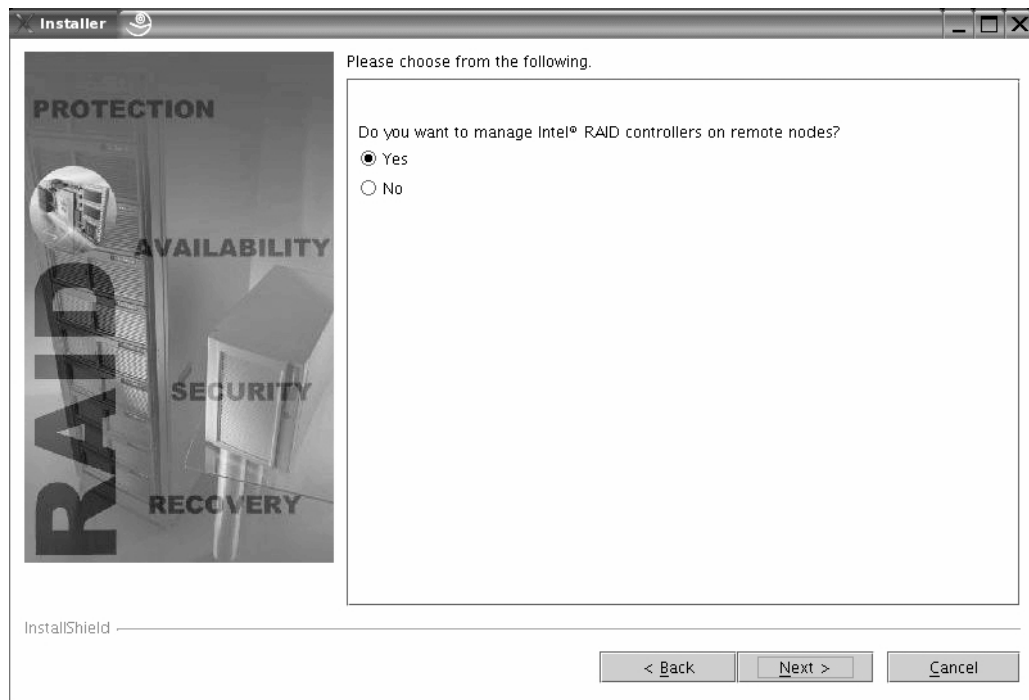 Installer
Please choose from the following.
PROTECTION
AVAILABILITY
SECURITY
RECOVERY
RAID
Do you want to manage Intel® RAID controllers on remote nodes?
Yes
No
InstallShield
< Back
Next >
Cancel